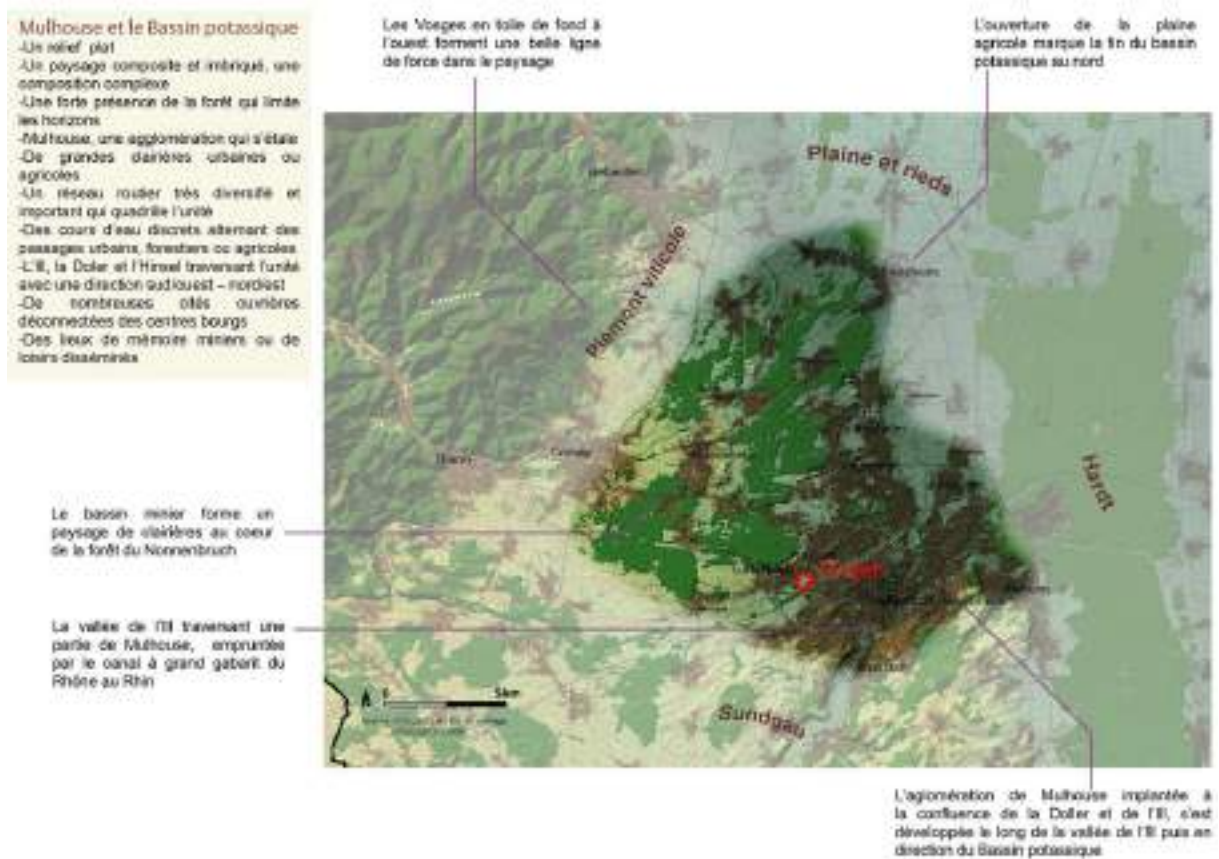 Mulhouse et le Bassin potassique
-Un relief plat
-Un paysage composite et imbriqué, une
composition complexe
-Une forte présence de la forêt qui limite
les horizons
-Mulhouse, une agglomération qui s'étale
-De grandes clairières urbaines ou
agricoles
-Un réseau routier très diversifié et
important qui quadrille l'unité
-Des cours d'eau discrets alternant des
passages urbains, forestiers ou agricoles
-L'Ill, la Doller et l'Hinsel traversant l'unité
avec une direction sud/ouest – nord/est
-De nombreuses cités ouvrières
déconnectées des centres bourgs
-Des lieux de mémoire miniers ou de
loisirs disséminés
Les Vosges en toile de fond à
l'ouest forment une belle ligne
de force dans le paysage
L'ouverture de la plaine
agricole marque la fin du bassin
potassique au nord
Plaine et rieds
Piémont viticole
Hardt
Thann
Cernay
Projet
Sundgau
0 5km
Le bassin minier forme un
paysage de clairières au coeur
de la forêt du Nonnenbruch
La vallée de l'Ill traversant une
partie de Mulhouse, empruntée
par le canal à grand gabarit du
Rhône au Rhin
L'aglomération de Mulhouse implantée à
la confluence de la Doller et de l'Ill, s'est
développée le long de la vallée de l'Ill puis en
direction du Bassin potassique